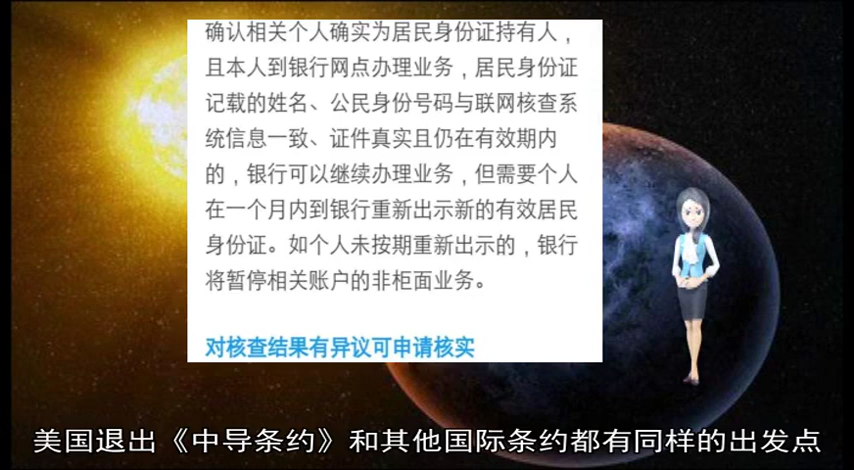 确认相关个人确实为居民身份证持有人，
且本人到银行网点办理业务，居民身份证
记载的姓名、公民身份号码与联网核查系
统信息一致、证件真实且仍在有效期内
的，银行可以继续办理业务，但需要个人
在一个月内到银行重新出示新的有效居民
身份证。如个人未按期重新出示的，银行
将暂停相关账户的非柜面业务。
对核查结果有异议可申请核实
美国退出《中导条约》和其他国际条约都有同样的出发点